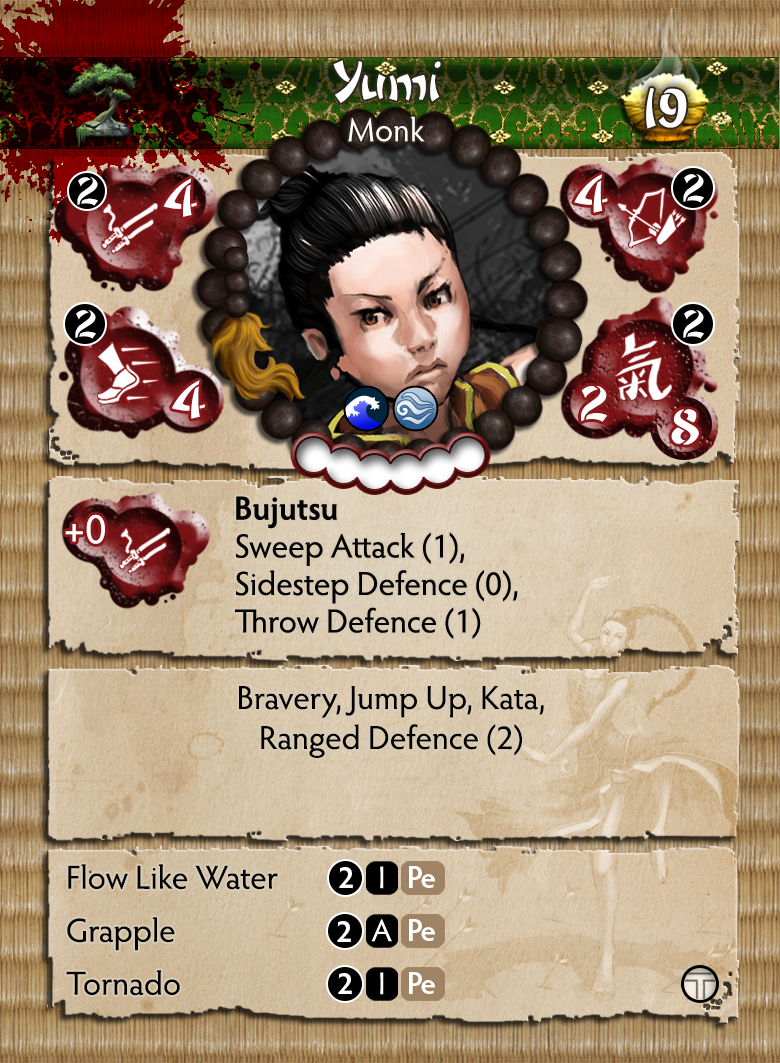 Yumi
19
Monk
2 4
4 2
2 4
氣 2
2 8
+0
Bujutsu
Sweep Attack (1),
Sidestep Defence (0),
Throw Defence (1)
Bravery, Jump Up, Kata,
Ranged Defence (2)
Flow Like Water 2 I Pe
Grapple 2 A Pe
Tornado 2 I Pe
T